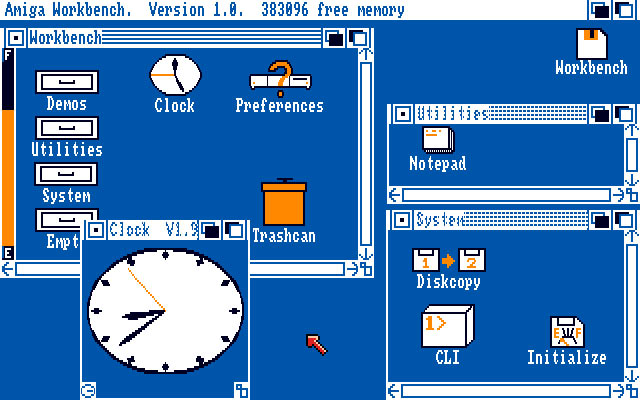 Amiga Workbench.  Version 1.0.  383096 free memory
Workbench
F
Demos
Clock
Preferences
Utilities
System
Empt
Trashcan
E
Workbench
Utilities
Notepad
System
1 2
Diskcopy
1>
CLI
E F
Initialize
Clock V1.9